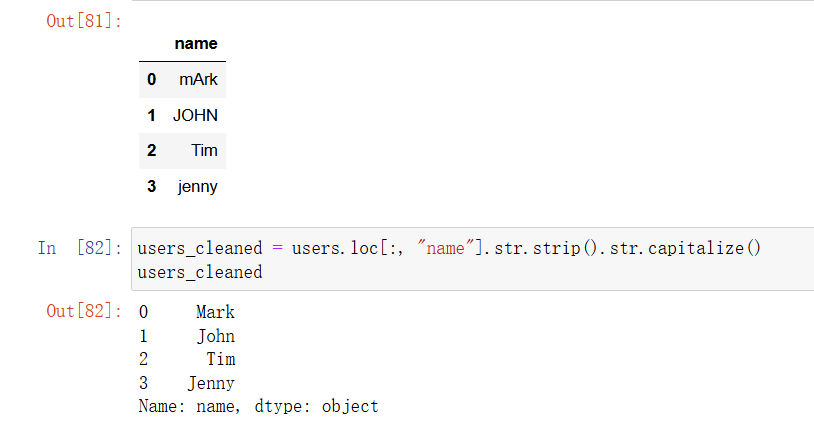 Out[81]:
name
0 mArk
1 JOHN
2 Tim
3 jenny
In [82]: users_cleaned = users.loc[:, "name"].str.strip().str.capitalize()
users_cleaned
Out[82]: 0 Mark
1 John
2 Tim
3 Jenny
Name: name, dtype: object